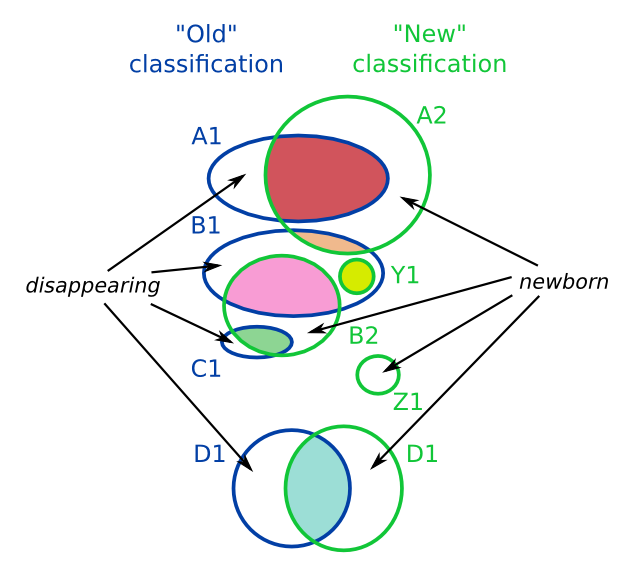 "Old"
classification
"New"
classification
A1
A2
B1
disappearing
Y1
newborn
B2
C1
Z1
D1
D1